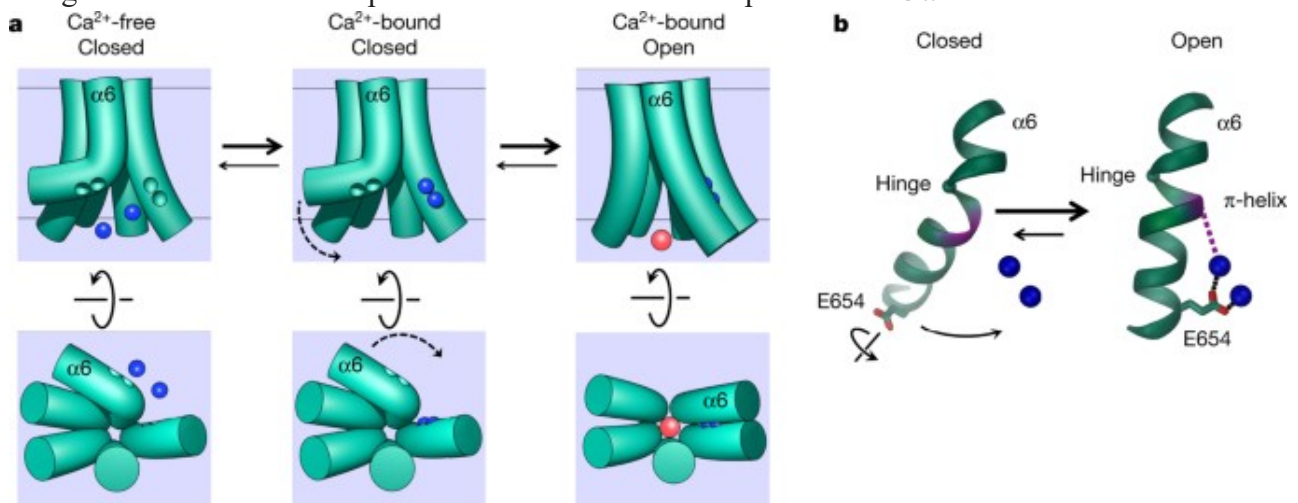 a
Ca²⁺-free
Closed
Ca²⁺-bound
Closed
Ca²⁺-bound
Open
α6
α6
α6
α6
α6
α6
b
Closed
Open
α6
α6
Hinge
Hinge
π-helix
E654
E654